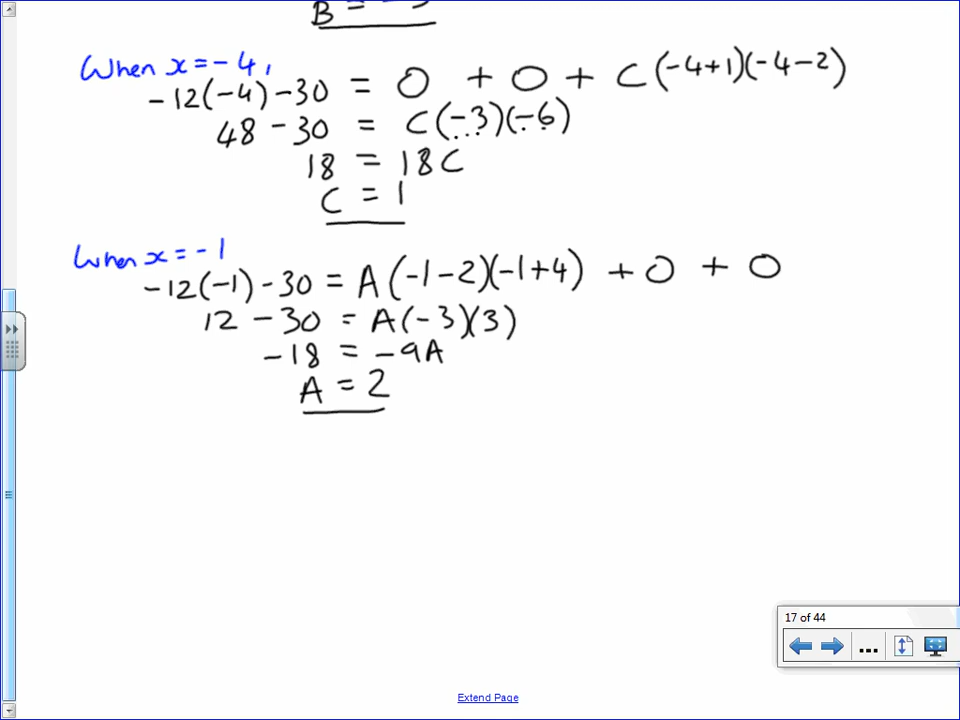 B = -3
When x = -4,
-12(-4) -30 = 0 + 0 + C(-4+1)(-4-2)
48 - 30 = C(-3)(-6)
18 = 18C
C = 1
When x = -1
-12(-1) -30 = A(-1-2)(-1+4) + 0 + 0
12 - 30 = A(-3)(3)
-18 = -9A
A = 2
17 of 44
...
Extend Page